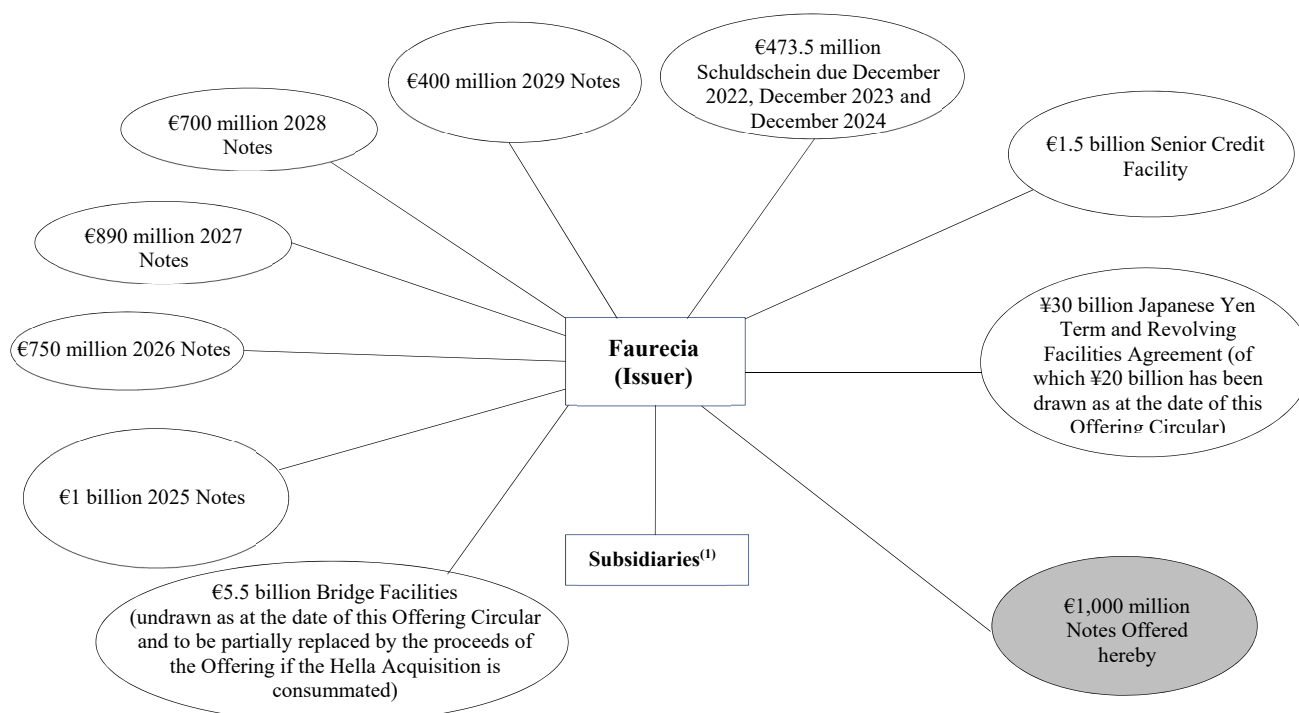 €400 million 2029 Notes
€473.5 million
Schuldschein due December
2022, December 2023 and
December 2024
€700 million 2028
Notes
€1.5 billion Senior Credit
Facility
€890 million 2027
Notes
¥30 billion Japanese Yen
Term and Revolving
Facilities Agreement (of
which ¥20 billion has been
drawn as at the date of this
Offering Circular)
€750 million 2026 Notes
Faurecia
(Issuer)
€1 billion 2025 Notes
Subsidiaries(1)
€5.5 billion Bridge Facilities
(undrawn as at the date of this Offering Circular
and to be partially replaced by the proceeds of
the Offering if the Hella Acquisition is
consummated)
€1,000 million
Notes Offered
hereby